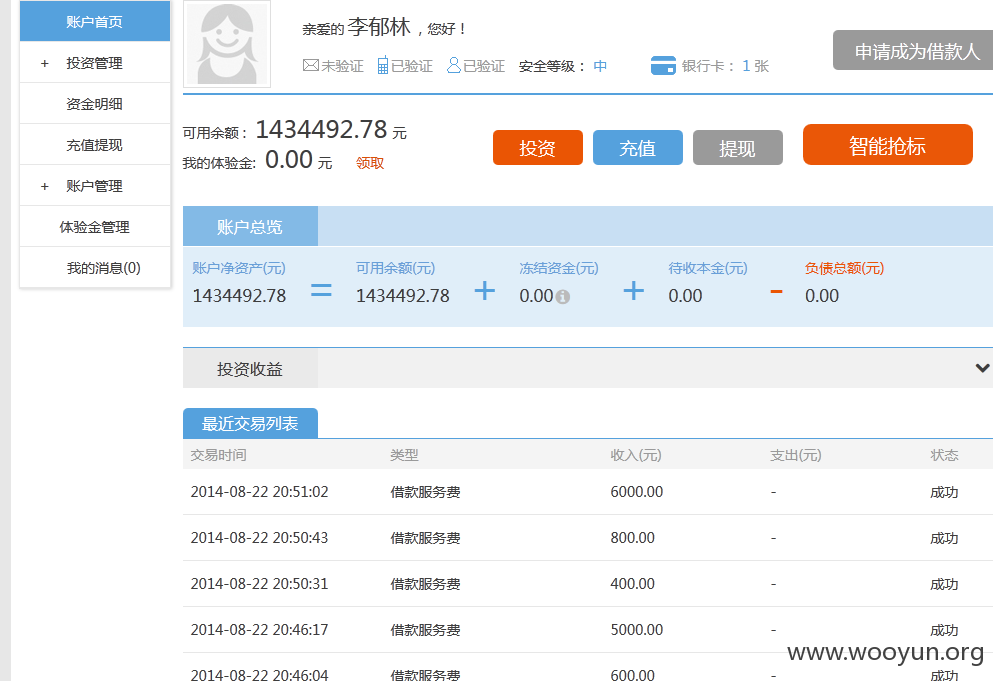 账户首页
+ 投资管理
资金明细
充值提现
+ 账户管理
体验金管理
我的消息(0)
亲爱的 李郁林 ，您好！
未验证 已验证 已验证 安全等级： 中 银行卡： 1 张
申请成为借款人
可用余额： 1434492.78 元
我的体验金: 0.00 元 领取
投资 充值 提现 智能抢标
账户总览
账户净资产(元) 可用余额(元) 冻结资金(元) 待收本金(元) 负债总额(元)
1434492.78 = 1434492.78 + 0.00 + 0.00 - 0.00
投资收益
最近交易列表
交易时间 类型 收入(元) 支出(元) 状态
2014-08-22 20:51:02 借款服务费 6000.00 - 成功
2014-08-22 20:50:43 借款服务费 800.00 - 成功
2014-08-22 20:50:31 借款服务费 400.00 - 成功
2014-08-22 20:46:17 借款服务费 5000.00 - 成功
www.wooyun.org
2014-08-22 20:46:04 借款服务费 600.00 - 成功